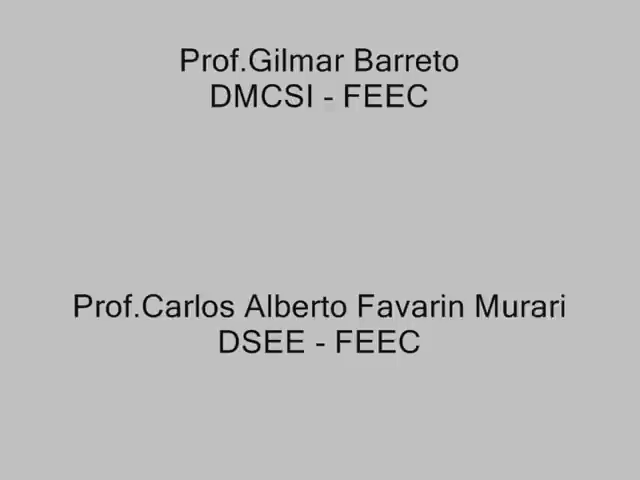 Prof.Gilmar Barreto
DMCSI - FEEC
Prof.Carlos Alberto Favarin Murari
DSEE - FEEC